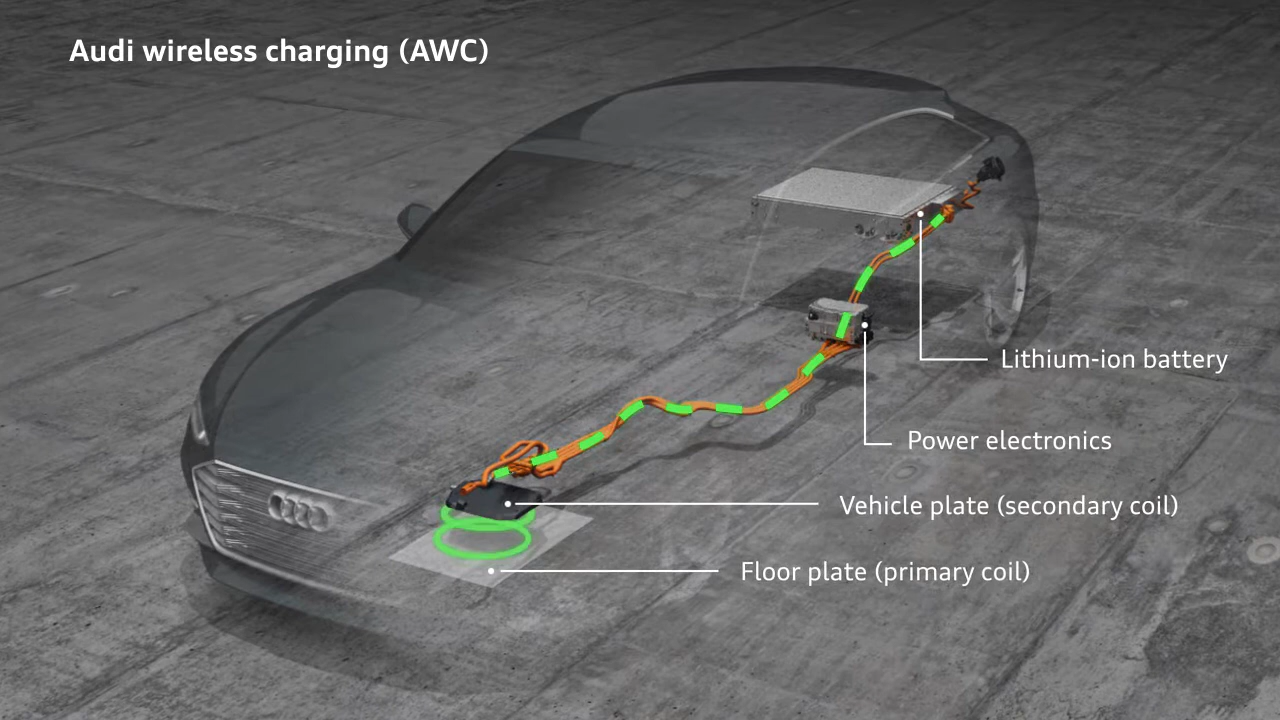 Audi wireless charging (AWC)
Lithium-ion battery
Power electronics
Vehicle plate (secondary coil)
Floor plate (primary coil)